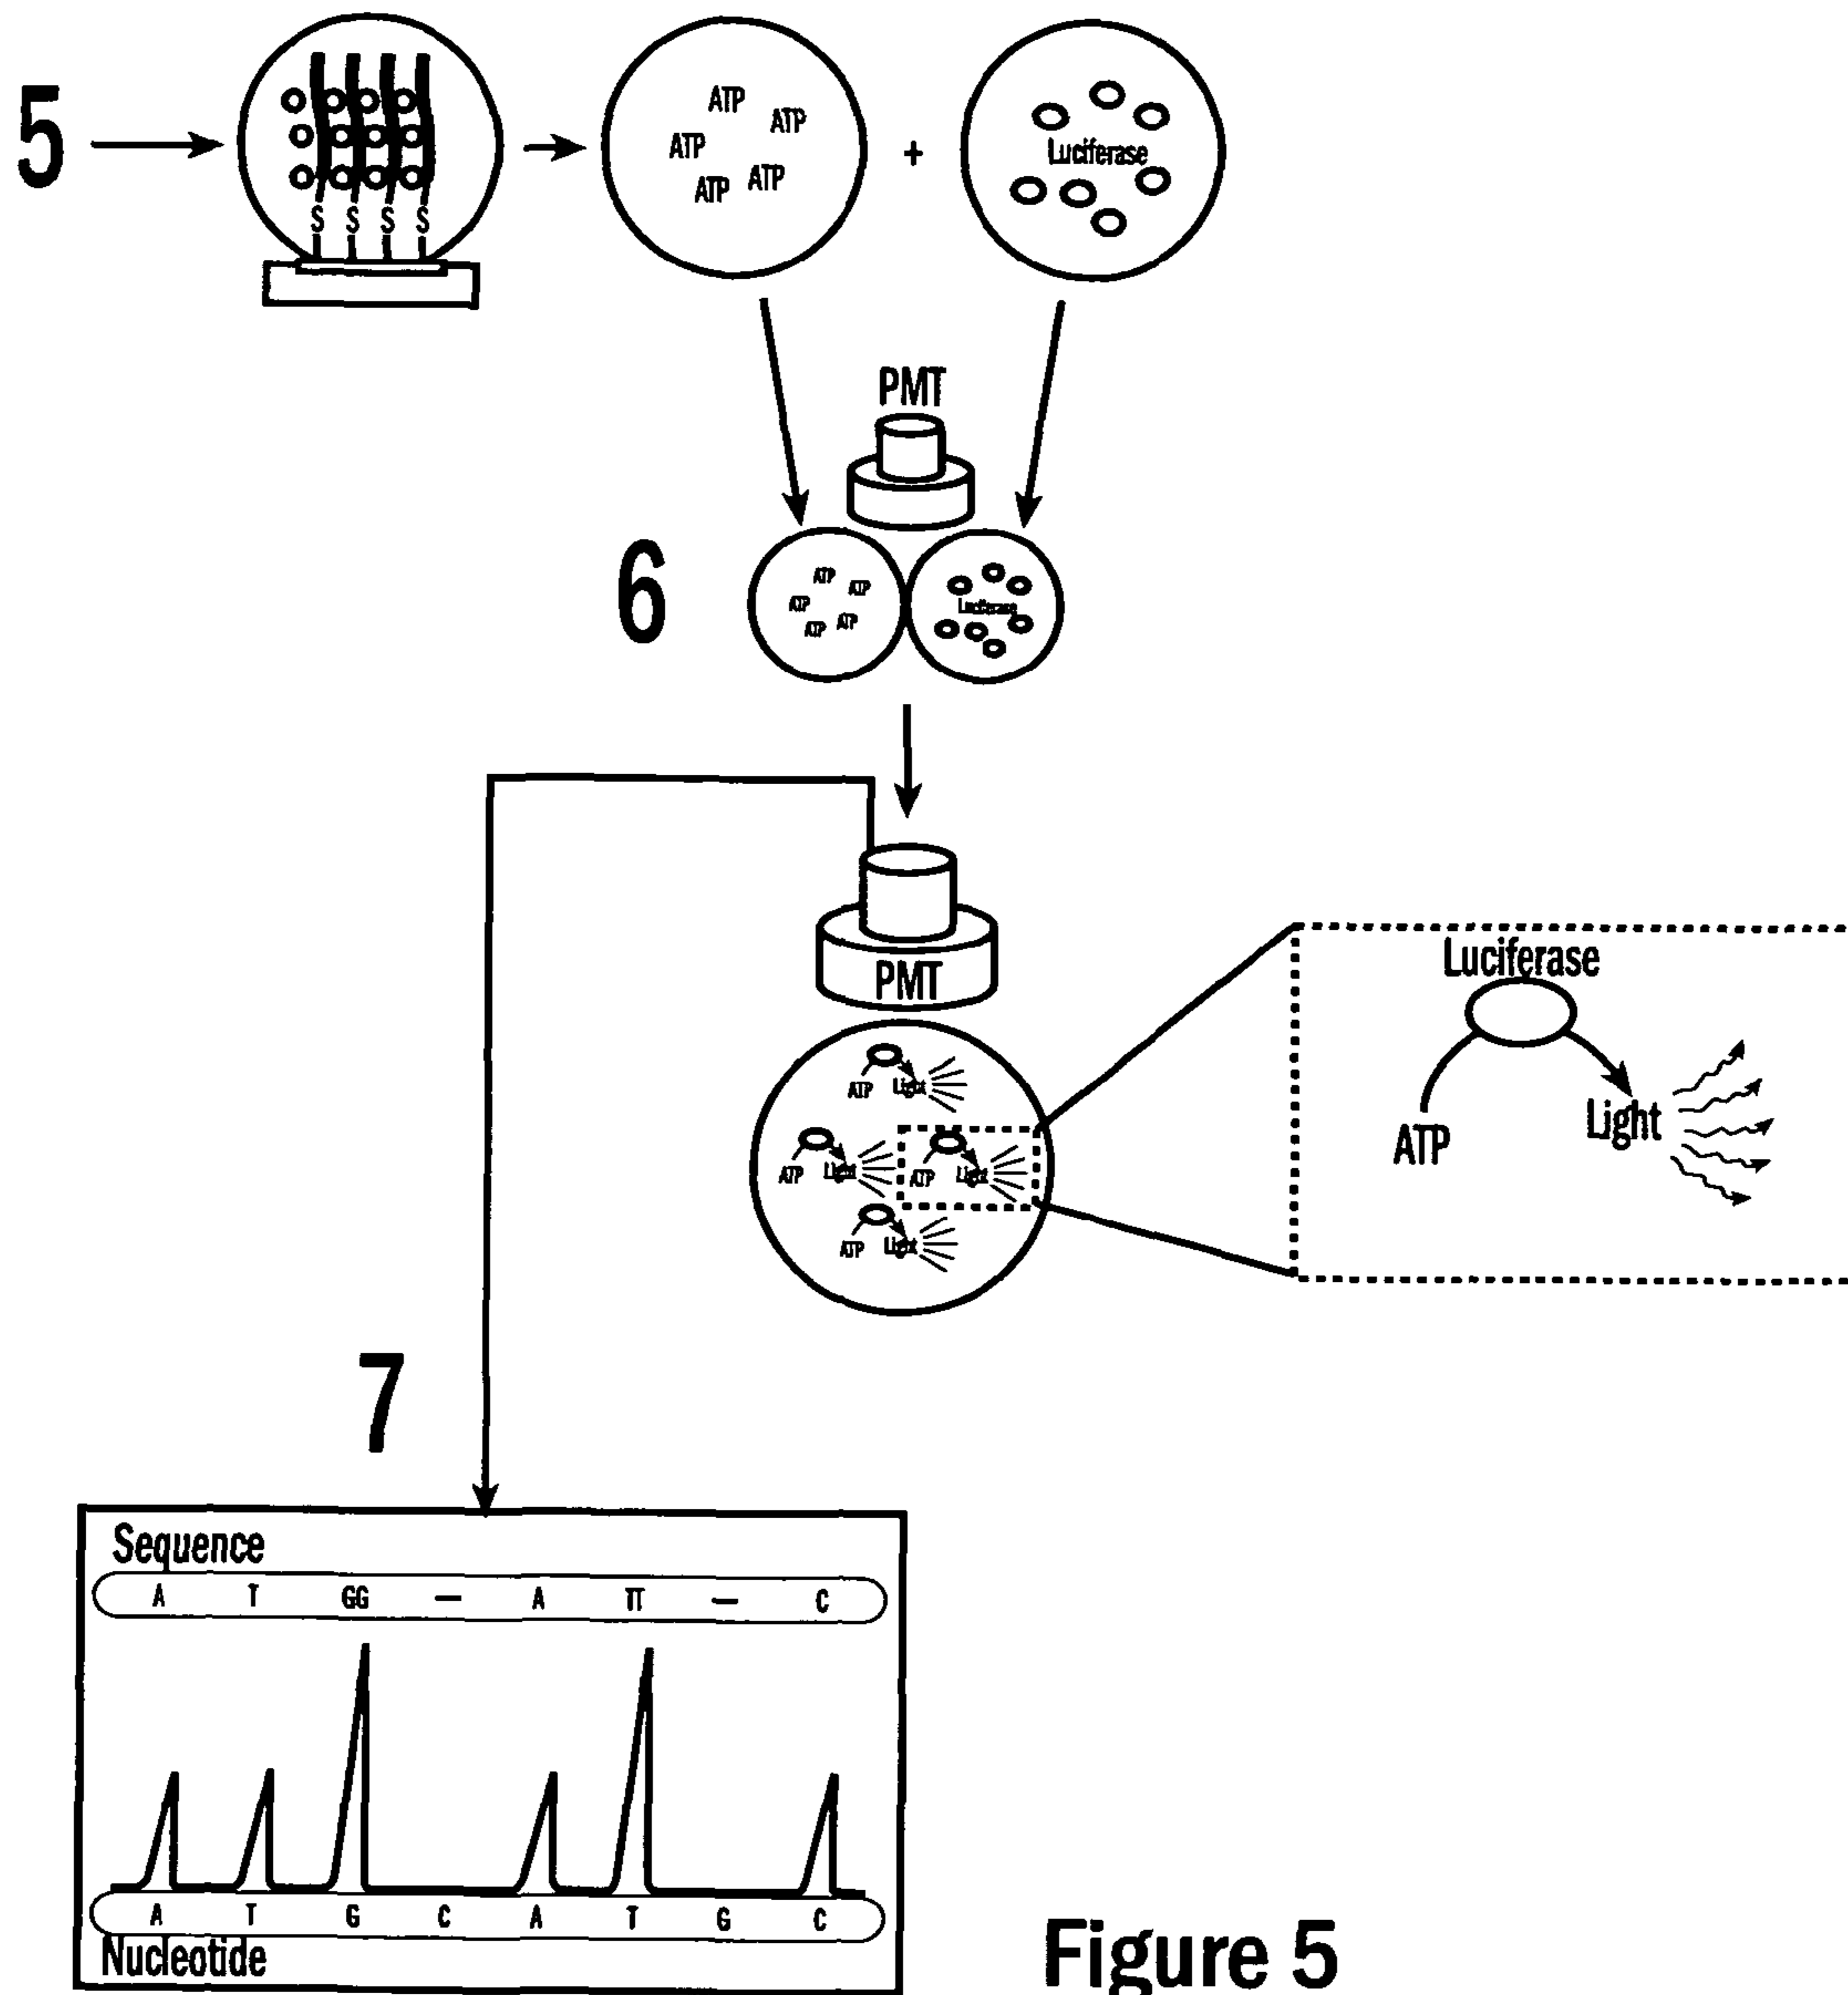 5
S S S S
ATP
ATP
ATP
ATP
ATP
+
Luciferase
PMT
6
ATP
ATP
ATP
ATP
ATP
Luciferase
PMT
ATP Light
ATP Light
ATP Light
ATP Light
Luciferase
ATP
Light
7
Sequence
A T GG — A TT — C
A T G C A T G C
Nucleotide
Figure 5